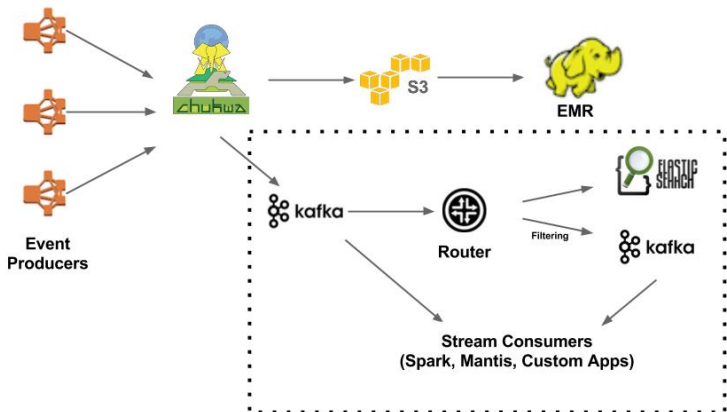 chukwa
S3
EMR
Event
Producers
kafka
Router
Filtering
ELASTIC
SEARCH
kafka
Stream Consumers
(Spark, Mantis, Custom Apps)